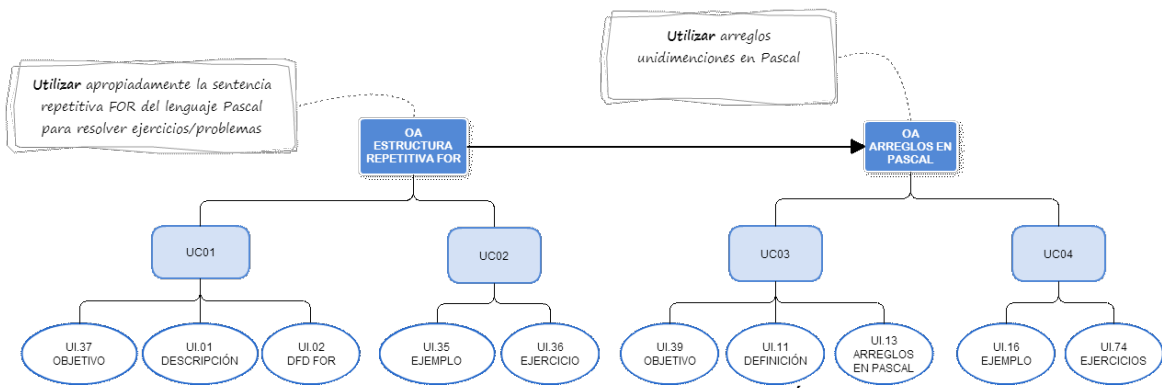 Utilizar arreglos
unidimenciones en Pascal
Utilizar apropiadamente la sentencia
repetitiva FOR del lenguaje Pascal
para resolver ejercicios/problemas
OA
ESTRUCTURA
REPETITIVA FOR
OA
ARREGLOS EN
PASCAL
UC01
UC02
UC03
UC04
UI.37
OBJETIVO
UI.01
DESCRIPCIÓN
UI.02
DFD FOR
UI.35
EJEMPLO
UI.36
EJERCICIO
UI.39
OBJETIVO
UI.11
DEFINICIÓN
UI.13
ARREGLOS
EN PASCAL
UI.16
EJEMPLO
UI.74
EJERCICIOS